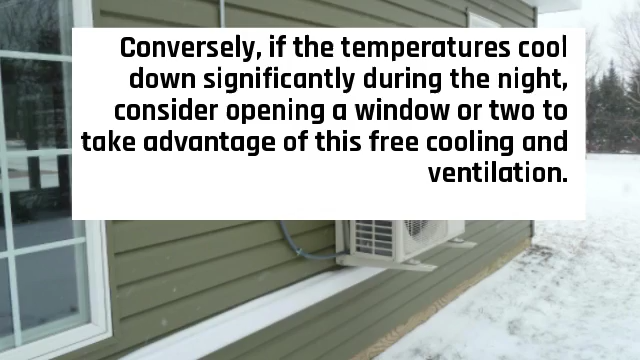 Conversely, if the temperatures cool
down significantly during the night,
consider opening a window or two to
take advantage of this free cooling and
ventilation.